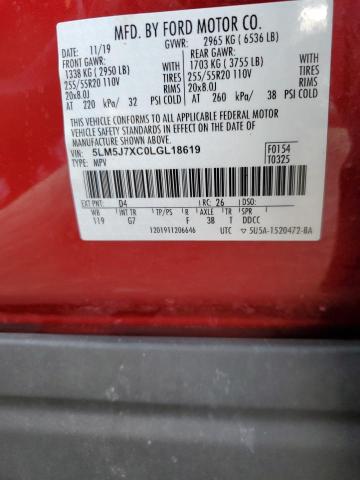 MFD. BY FORD MOTOR CO.
DATE: 11/19 GVWR: 2965 KG ( 6536 LB)
FRONT GAWR: REAR GAWR:
1338 KG (2950 LB) 1703 KG ( 3755 LB)
255/55R20 110V TIRES 255/55R20 110V TIRES
20x8.0J RIMS 20x8.0J RIMS
AT 220 kPa/ 32 PSI COLD AT 260 kPa/ 38 PSI COLD
THIS VEHICLE CONFORMS TO ALL APPLICABLE FEDERAL MOTOR
VEHICLE SAFETY AND BUMPER STANDARDS IN EFFECT ON THE DATE OF
MANUFACTURE SHOWN ABOVE.
VIN: 5LM5J7XC0LGL18619 F0154
TYPE: MPV T0325
EXT PNT: D4 RC: 26 DSO:
WB INT TR R AXLE TR SPR
119 G7 F 38 T DDCC
1201911206646 UTC 5U5A-1520472-BA